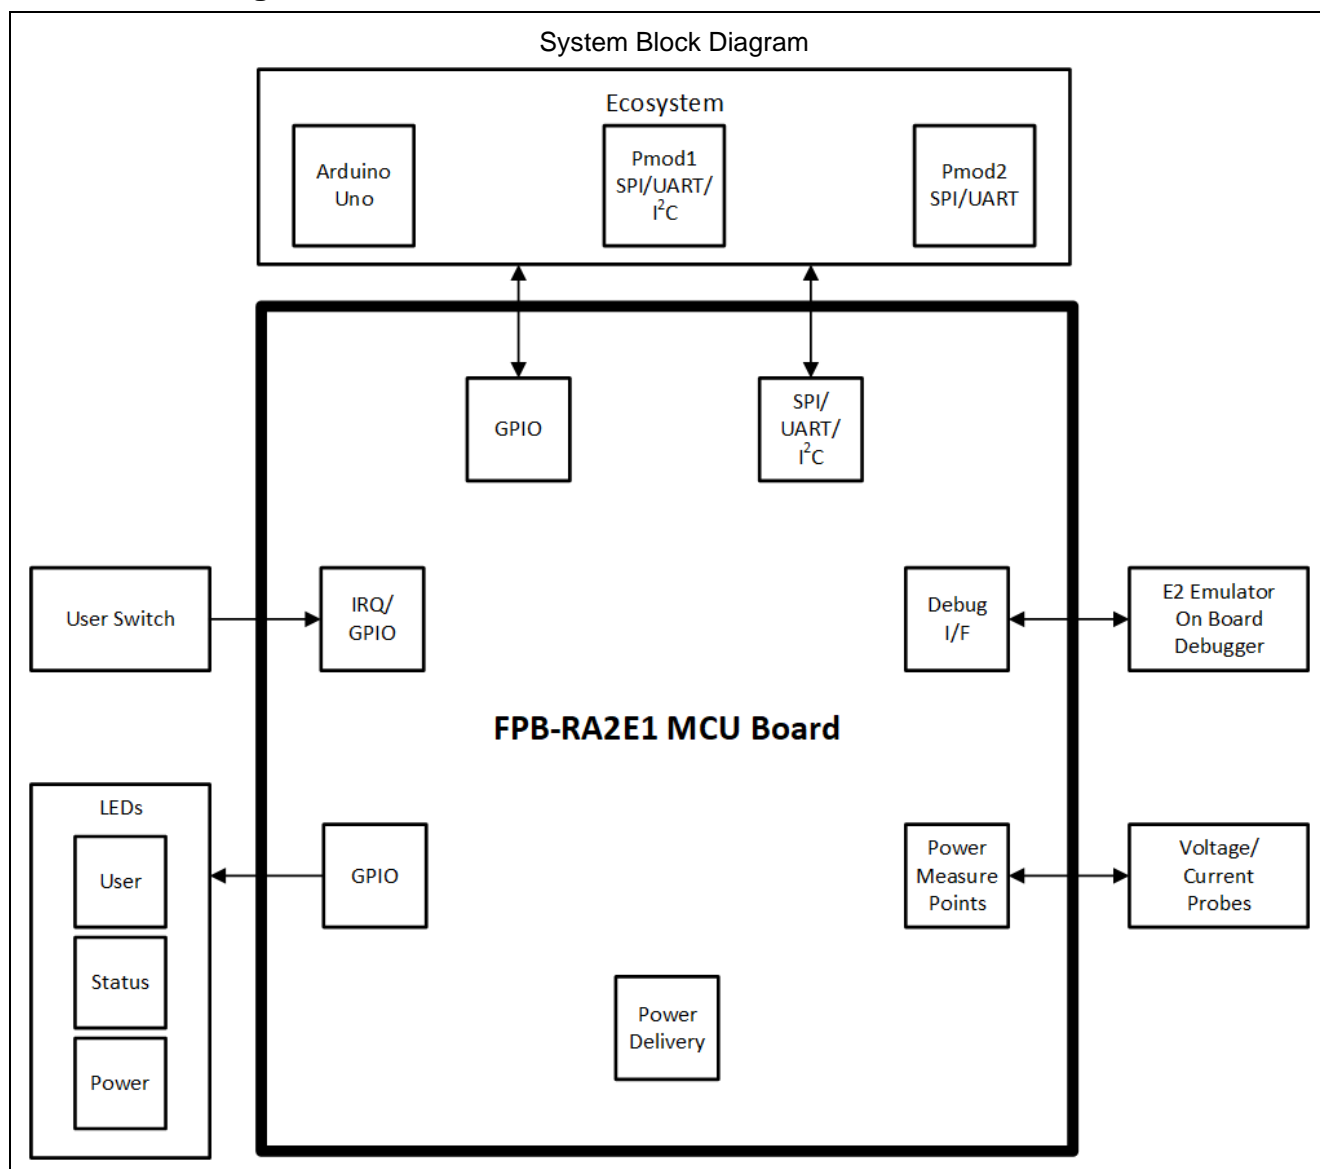 System Block Diagram
Ecosystem
Arduino
Uno
Pmod1
SPI/UART/
I²C
Pmod2
SPI/UART
GPIO
SPI/
UART/
I²C
User Switch
IRQ/
GPIO
Debug
I/F
E2 Emulator
On Board
Debugger
FPB-RA2E1 MCU Board
LEDs
User
Status
Power
GPIO
Power
Measure
Points
Voltage/
Current
Probes
Power
Delivery